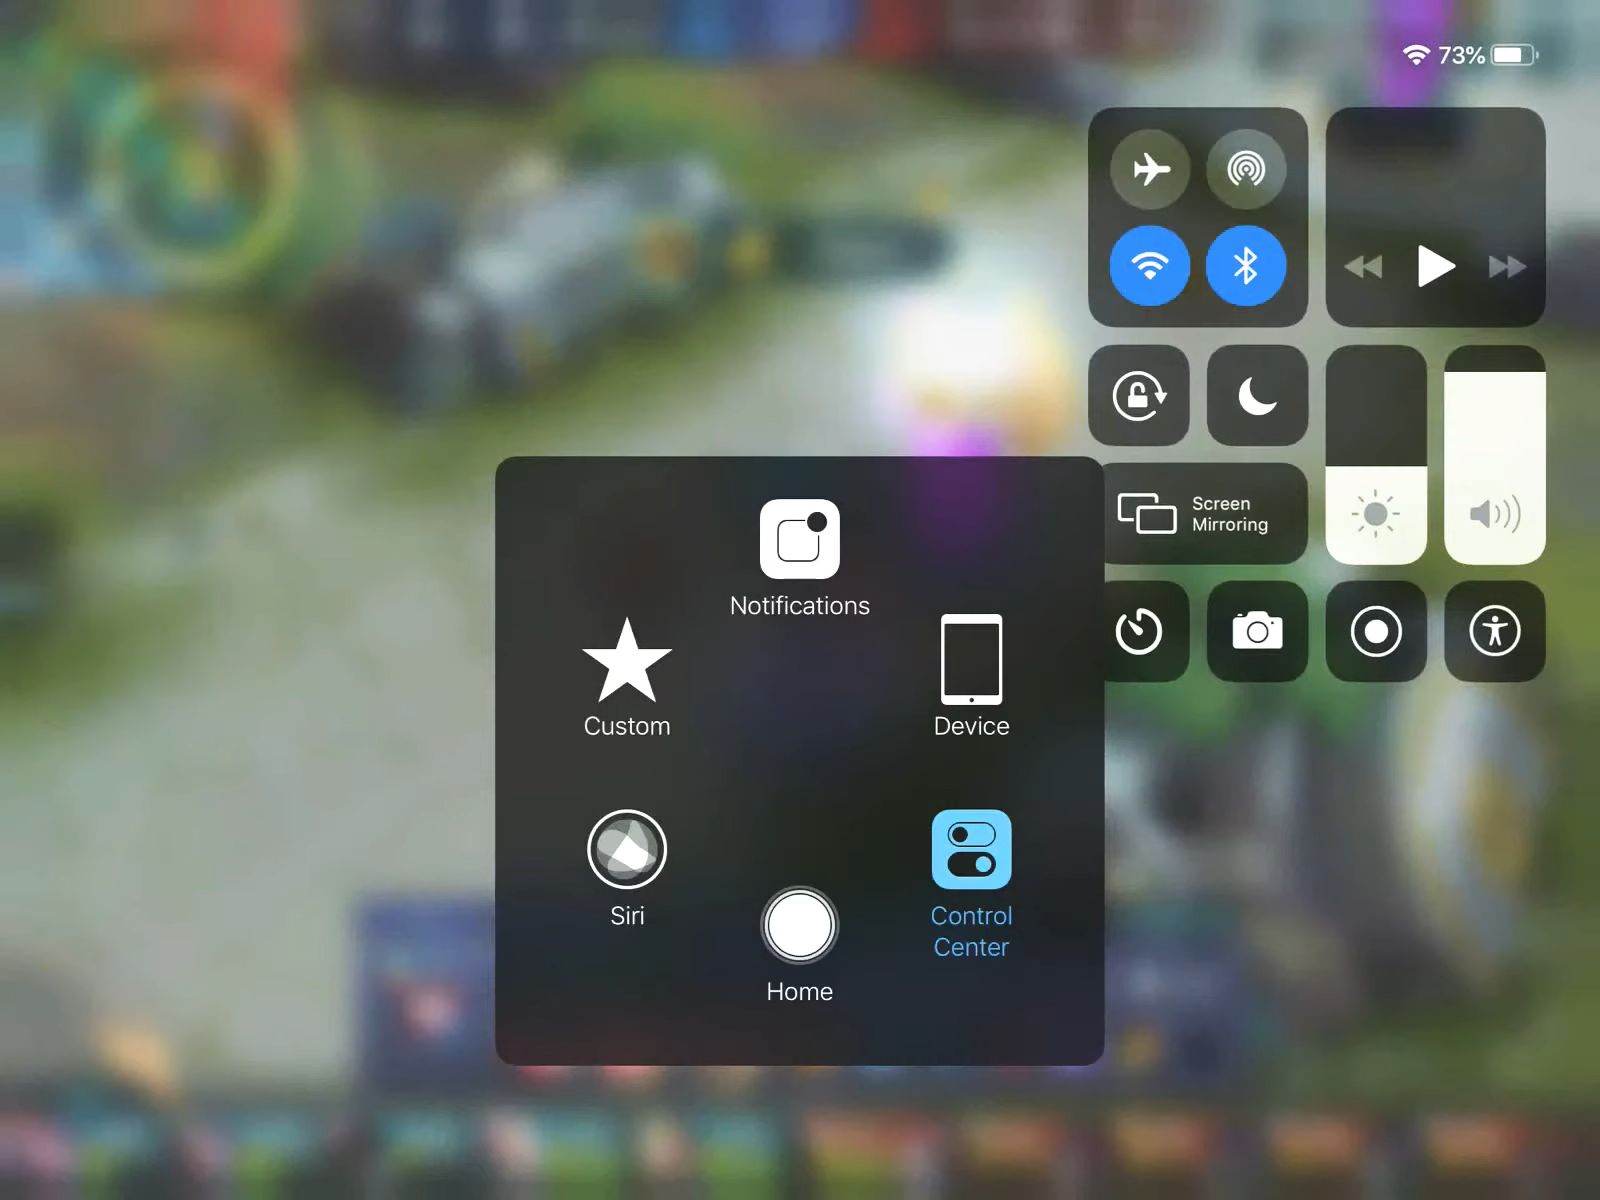 73%
Screen
Mirroring
Notifications
Custom
Device
Siri
Control
Center
Home